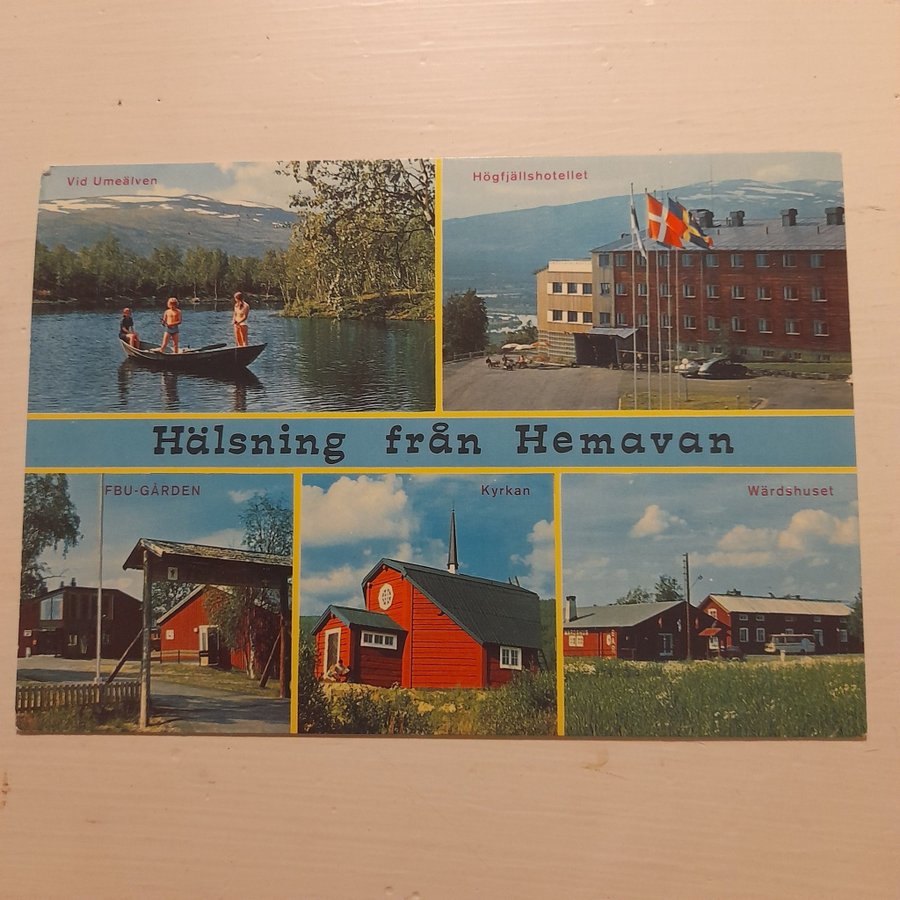 Vid Umeälven
Högfjällshotellet
Hälsning från Hemavan
FBU-GÅRDEN
Kyrkan
Wärdshuset